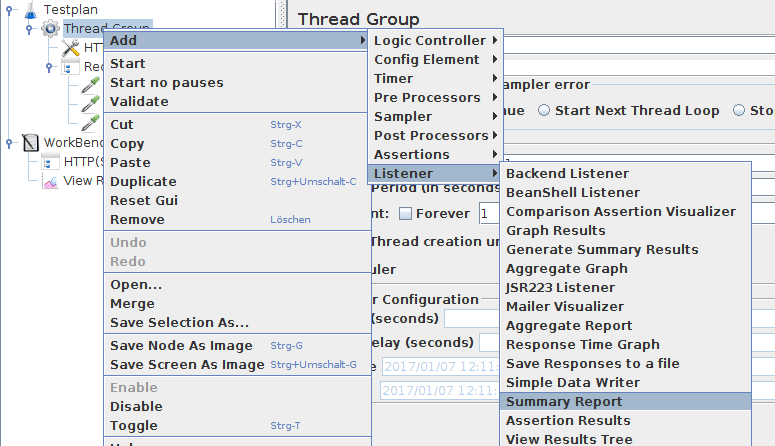 Testplan
Thread Group
HT
Rec
WorkBenc
HTTP(S
View R
Add
Start
Start no pauses
Validate
Cut Strg-X
Copy Strg-C
Paste Strg-V
Duplicate Strg+Umschalt-C
Reset Gui
Remove Löschen
Undo
Redo
Open...
Merge
Save Selection As...
Save Node As Image Strg-G
Save Screen As Image Strg+Umschalt-G
Enable
Disable
Toggle Strg-T
Logic Controller
Config Element
Timer
Pre Processors
Sampler
Post Processors
Assertions
Listener
Backend Listener
BeanShell Listener
Comparison Assertion Visualizer
Graph Results
Generate Summary Results
Aggregate Graph
JSR223 Listener
Mailer Visualizer
Aggregate Report
Response Time Graph
Save Responses to a file
Simple Data Writer
Summary Report
Assertion Results
View Results Tree
Thread Group
ampler error
nue Start Next Thread Loop Sto
Period (in seconds
nt: Forever 1
Thread creation un
uler
r Configuration
(seconds)
elay (seconds)
e 2017/01/07 12:11:
2017/01/07 12:11: